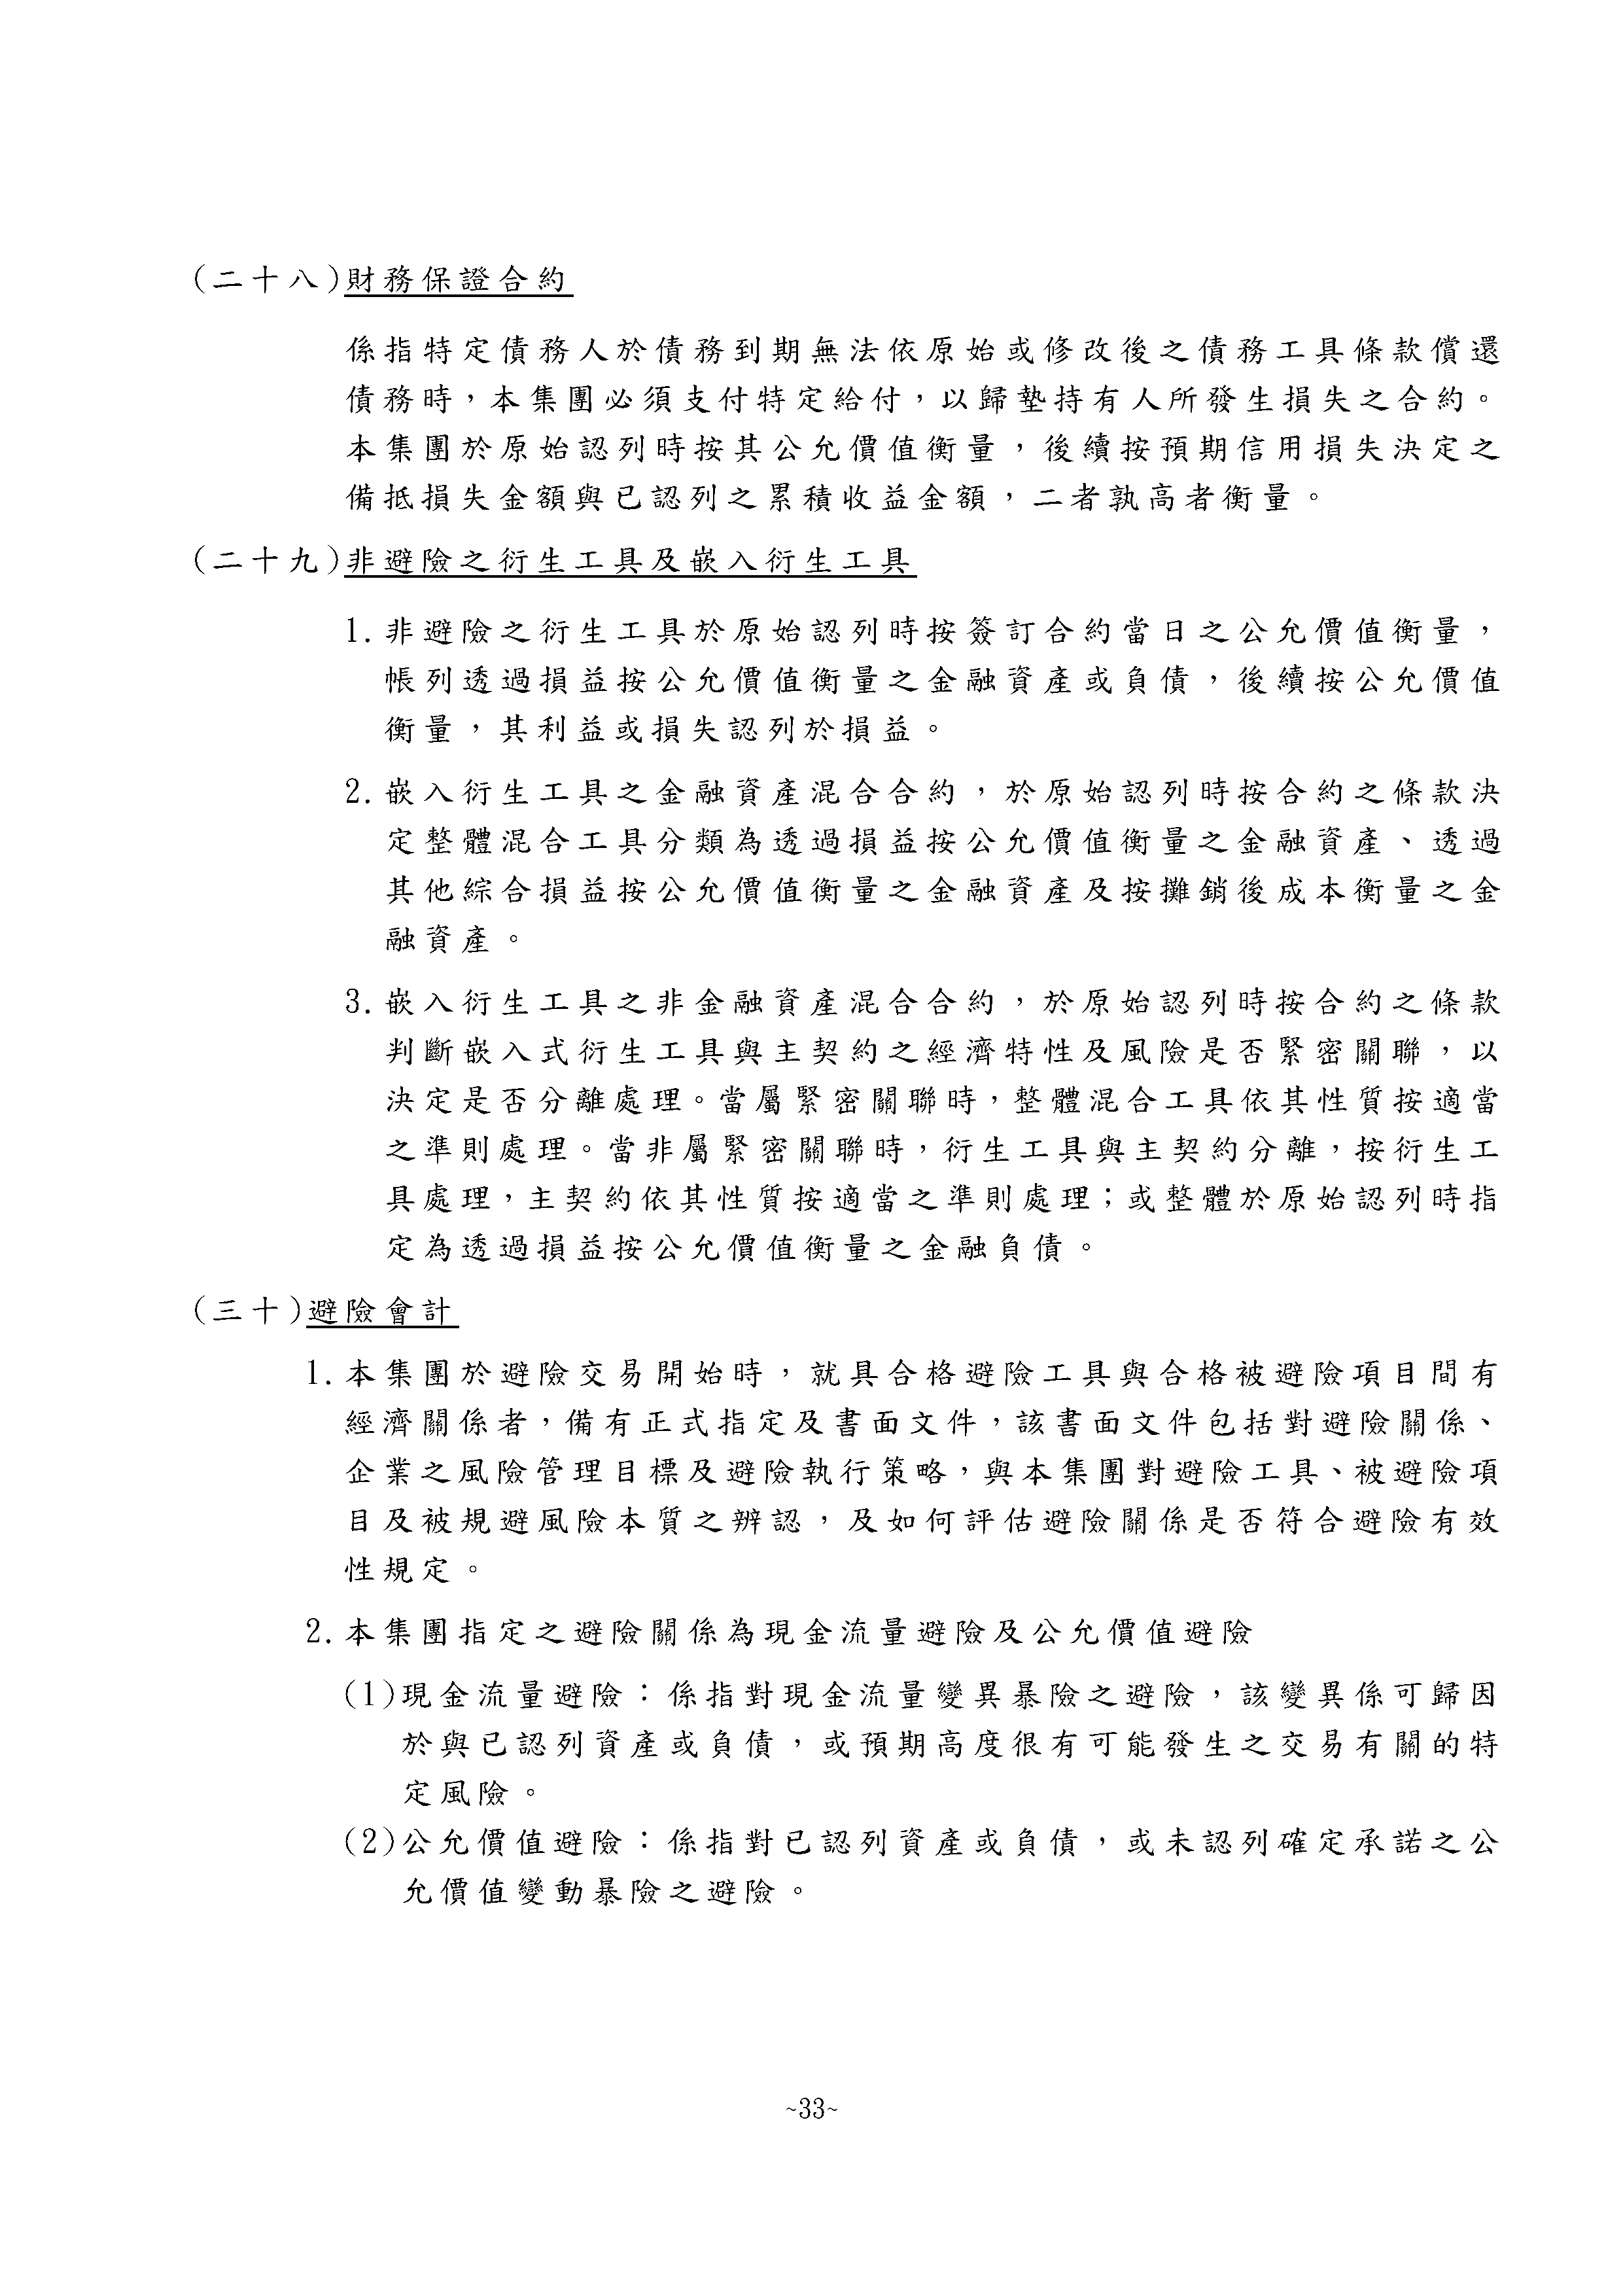 (二十八)財務保證合約
係指特定債務人於債務到期無法依原始或修改後之債務工具條款償還
債務時，本集團必須支付特定給付，以歸墊持有人所發生損失之合約。
本集團於原始認列時按其公允價值衡量，後續按預期信用損失決定之
備抵損失金額與已認列之累積收益金額，二者孰高者衡量。
(二十九)非避險之衍生工具及嵌入衍生工具
1.非避險之衍生工具於原始認列時按簽訂合約當日之公允價值衡量，
帳列透過損益按公允價值衡量之金融資產或負債，後續按公允價值
衡量，其利益或損失認列於損益。
2.嵌入衍生工具之金融資產混合合約，於原始認列時按合約之條款決
定整體混合工具分類為透過損益按公允價值衡量之金融資產、透過
其他綜合損益按公允價值衡量之金融資產及按攤銷後成本衡量之金
融資產。
3.嵌入衍生工具之非金融資產混合合約，於原始認列時按合約之條款
判斷嵌入式衍生工具與主契約之經濟特性及風險是否緊密關聯，以
決定是否分離處理。當屬緊密關聯時，整體混合工具依其性質按適當
之準則處理。當非屬緊密關聯時，衍生工具與主契約分離，按衍生工
具處理，主契約依其性質按適當之準則處理；或整體於原始認列時指
定為透過損益按公允價值衡量之金融負債。
(三十)避險會計
1.本集團於避險交易開始時，就具合格避險工具與合格被避險項目間有
經濟關係者，備有正式指定及書面文件，該書面文件包括對避險關係、
企業之風險管理目標及避險執行策略，與本集團對避險工具、被避險項
目及被規避風險本質之辨認，及如何評估避險關係是否符合避險有效
性規定。
2.本集團指定之避險關係為現金流量避險及公允價值避險
(1)現金流量避險：係指對現金流量變異暴險之避險，該變異係可歸因
於與已認列資產或負債，或預期高度很有可能發生之交易有關的特
定風險。
(2)公允價值避險：係指對已認列資產或負債，或未認列確定承諾之公
允價值變動暴險之避險。
~33~